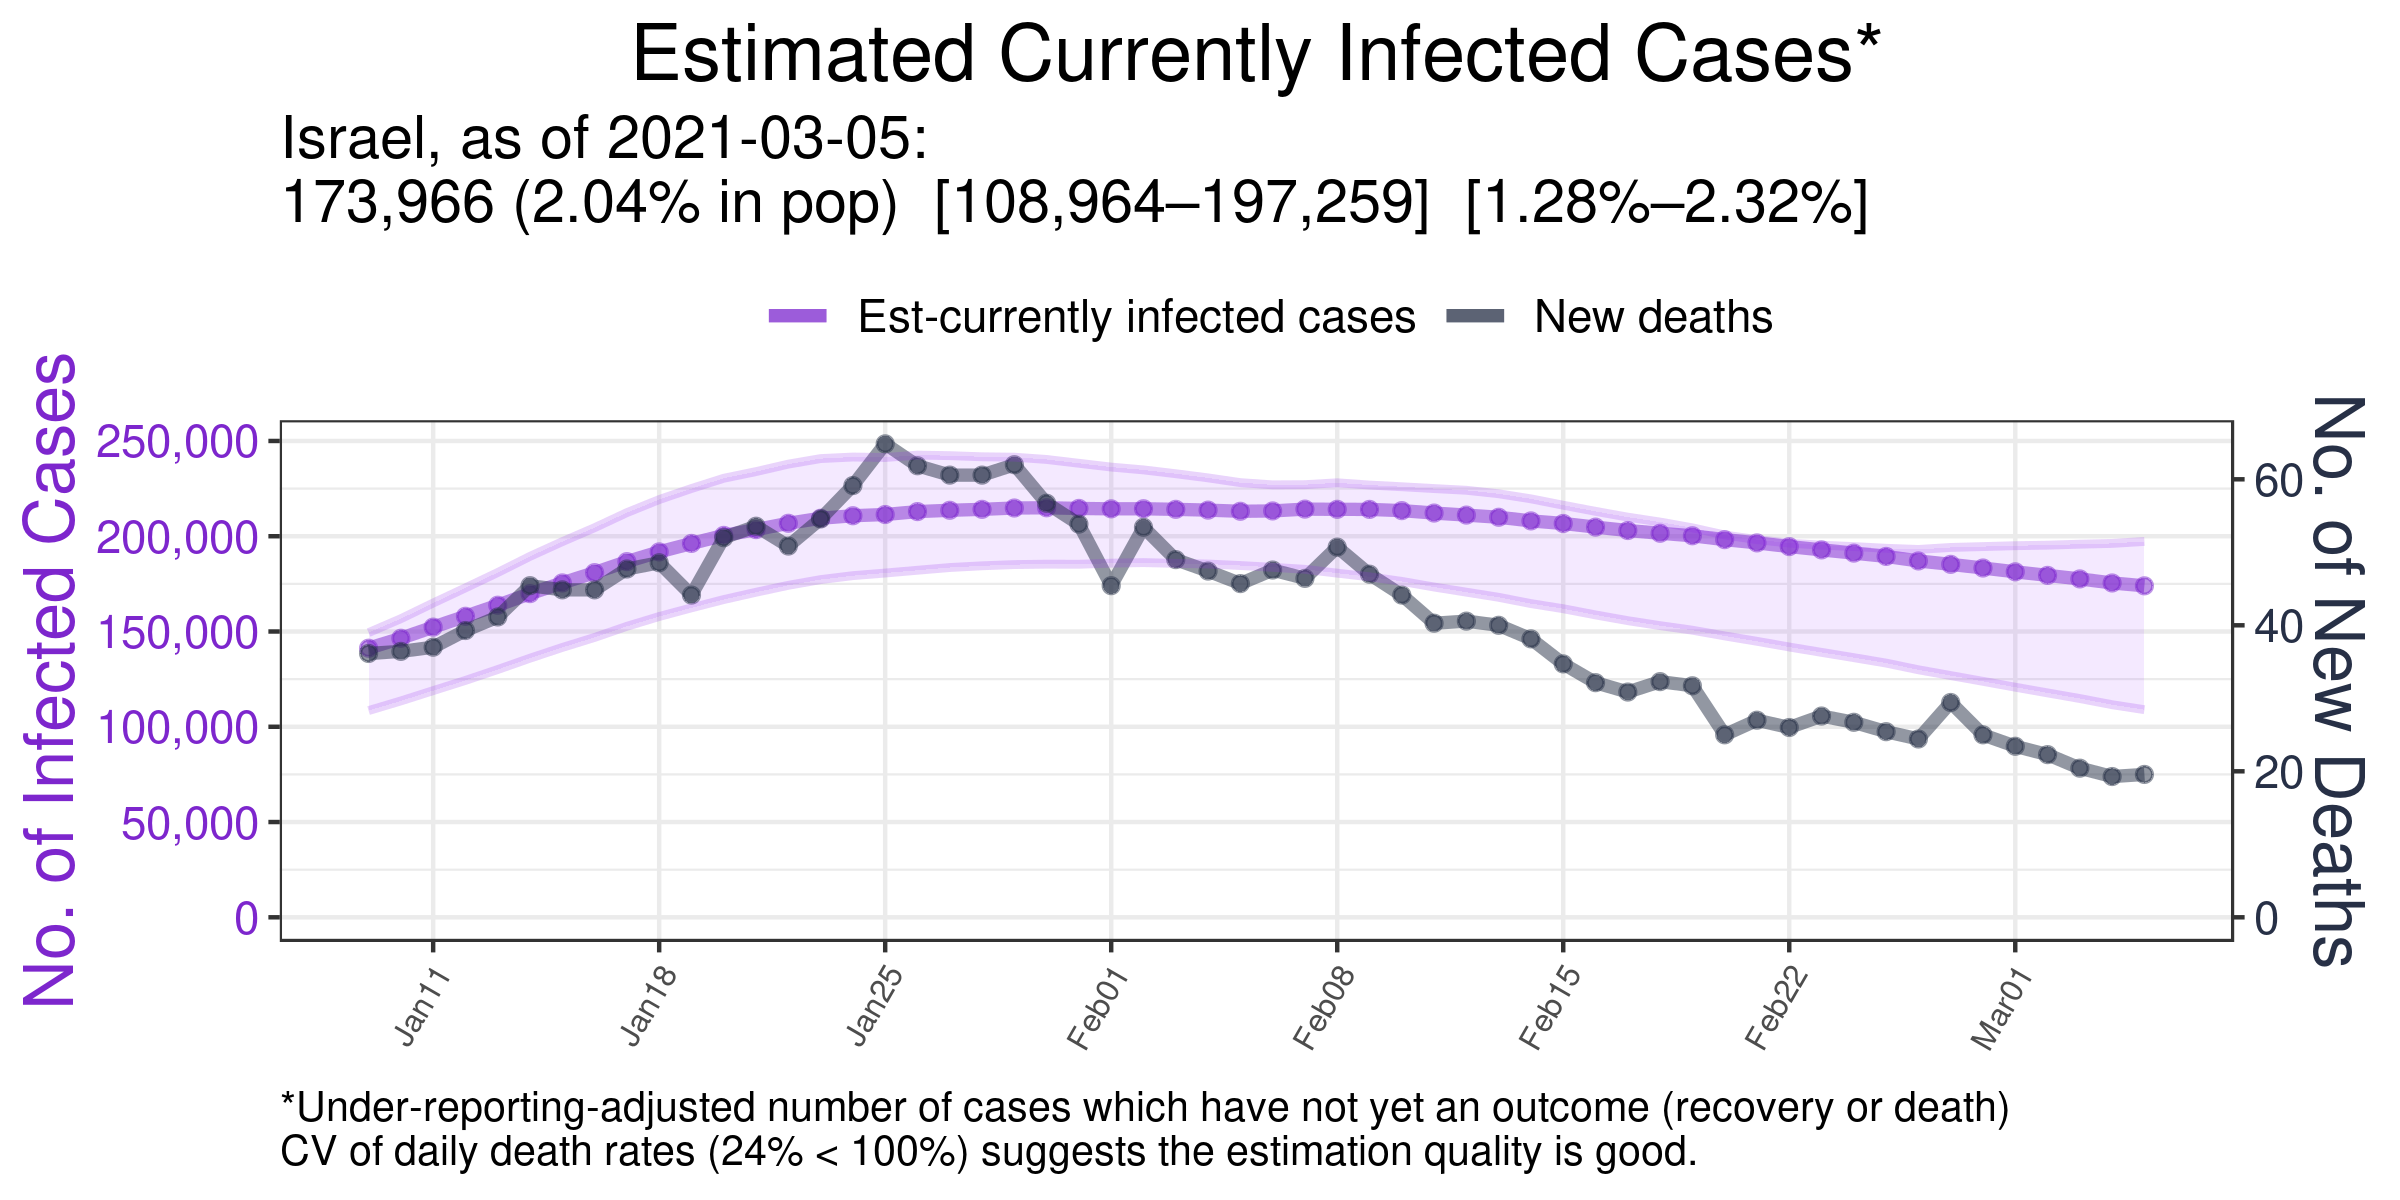 Estimated Currently Infected Cases*
Israel, as of 2021-03-05:
173,966 (2.04% in pop)  [108,964–197,259]  [1.28%–2.32%]
Est-currently infected cases
New deaths
No. of Infected Cases
250,000
200,000
150,000
100,000
50,000
0
60
40
20
0
No. of New Deaths
Jan11
Jan18
Jan25
Feb01
Feb08
Feb15
Feb22
Mar01
*Under-reporting-adjusted number of cases which have not yet an outcome (recovery or death)
CV of daily death rates (24% < 100%) suggests the estimation quality is good.